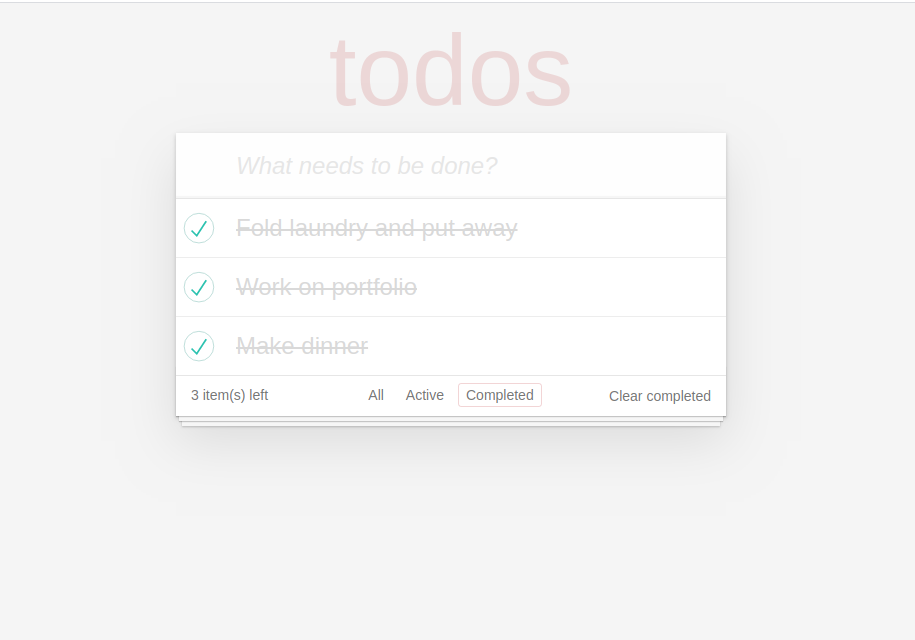 todos
What needs to be done?
Fold laundry and put away
Work on portfolio
Make dinner
3 item(s) left All Active Completed Clear completed